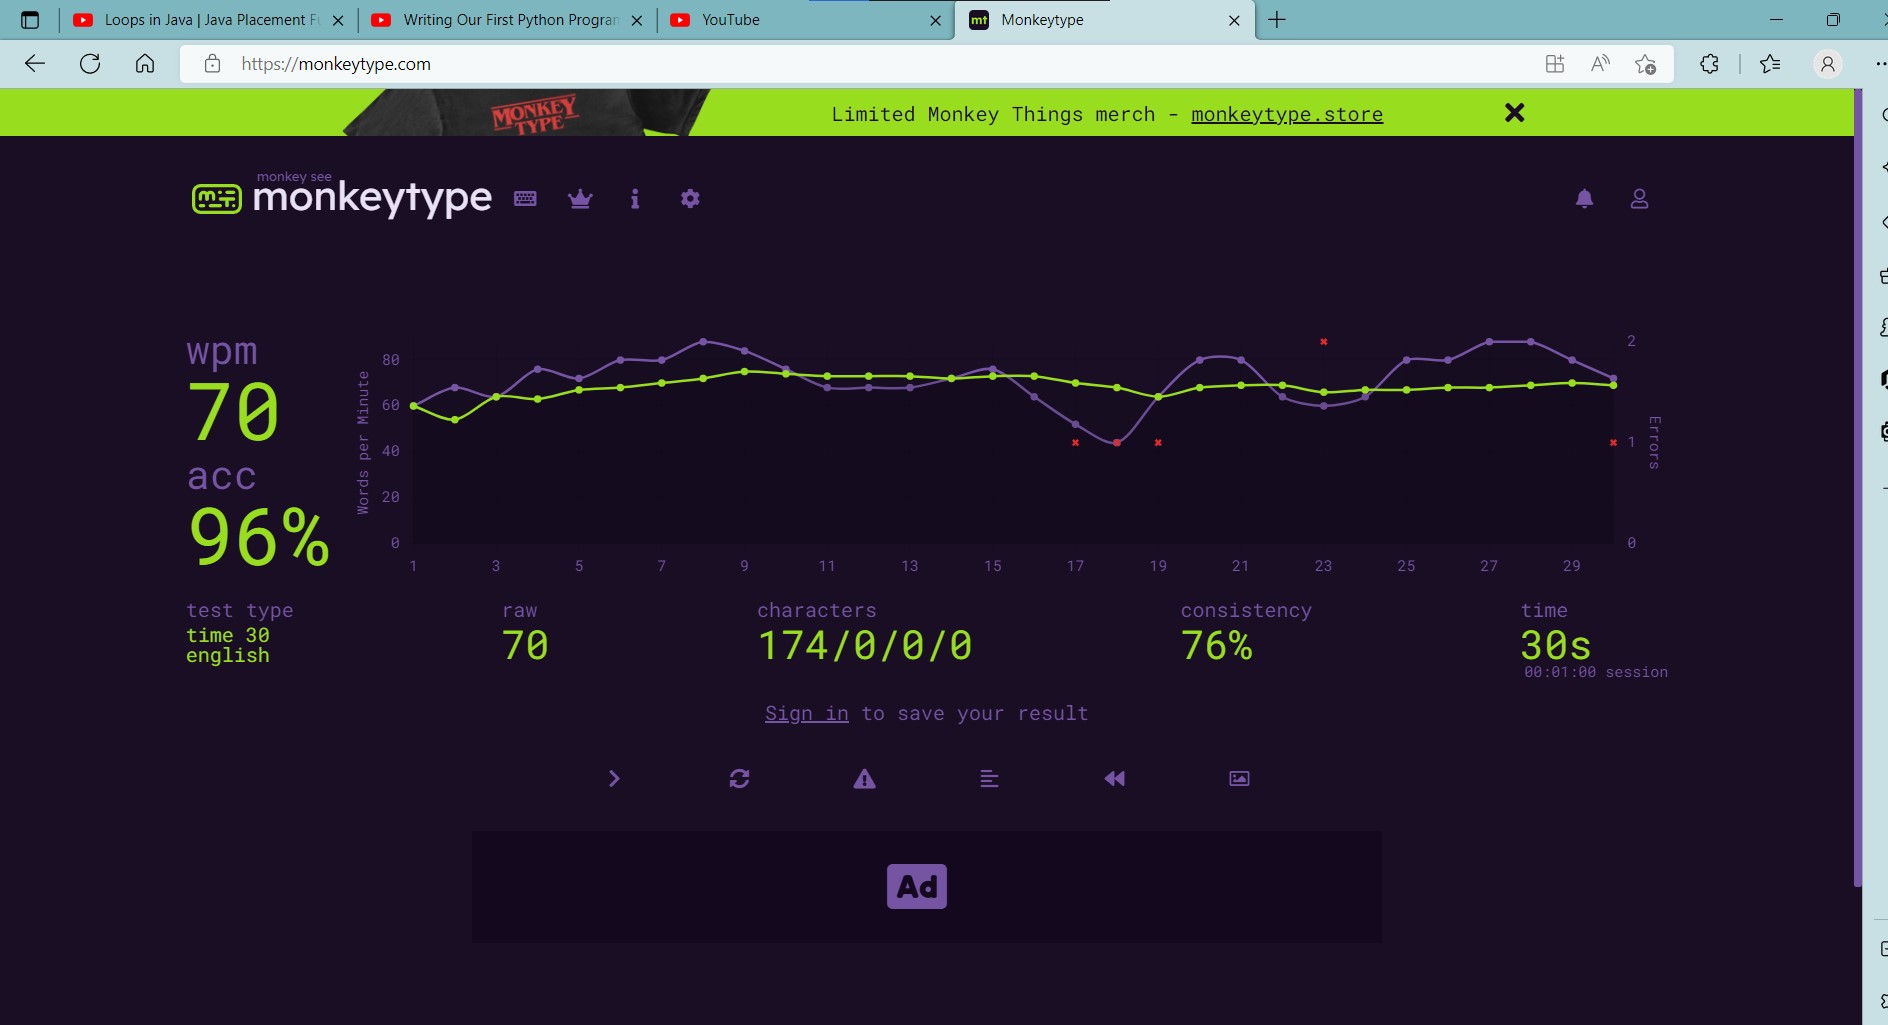 Loops in Java | Java Placement Fu
Writing Our First Python Program
YouTube
mt Monkeytype
https://monkeytype.com
MONKEY
TYPE
Limited Monkey Things merch - monkeytype.store
monkey see
monkeytype
wpm
70
acc
96%
Words per Minute
80
60
40
20
0
2
1
0
Errors
1 3 5 7 9 11 13 15 17 19 21 23 25 27 29
test type
time 30
english
raw
70
characters
174/0/0/0
consistency
76%
time
30s
00:01:00 session
Sign in to save your result
Ad